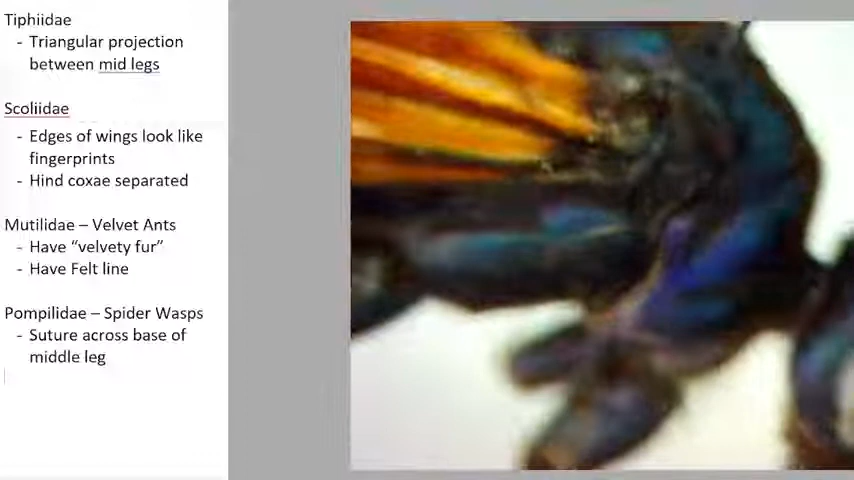 Tiphiidae
- Triangular projection
between mid legs
Scoliidae
- Edges of wings look like
fingerprints
- Hind coxae separated
Mutilidae – Velvet Ants
- Have “velvety fur”
- Have Felt line
Pompilidae – Spider Wasps
- Suture across base of
middle leg